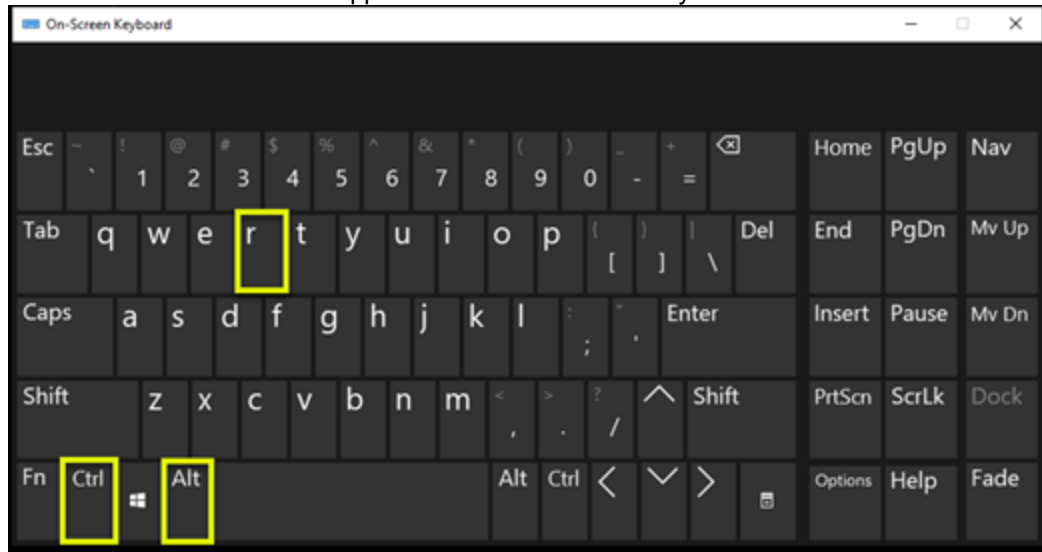 On-Screen Keyboard
Esc ~ ` ! 1 @ 2 # 3 $ 4 % 5 ^ 6 & 7 * 8 ( 9 ) 0 _ - + = Home PgUp Nav
Tab q w e r t y u i o p { [ } ] | \ Del End PgDn Mv Up
Caps a s d f g h j k l : ; " ' Enter Insert Pause Mv Dn
Shift z x c v b n m < , > . ? / Shift PrtScn ScrLk Dock
Fn Ctrl Alt Alt Ctrl Options Help Fade